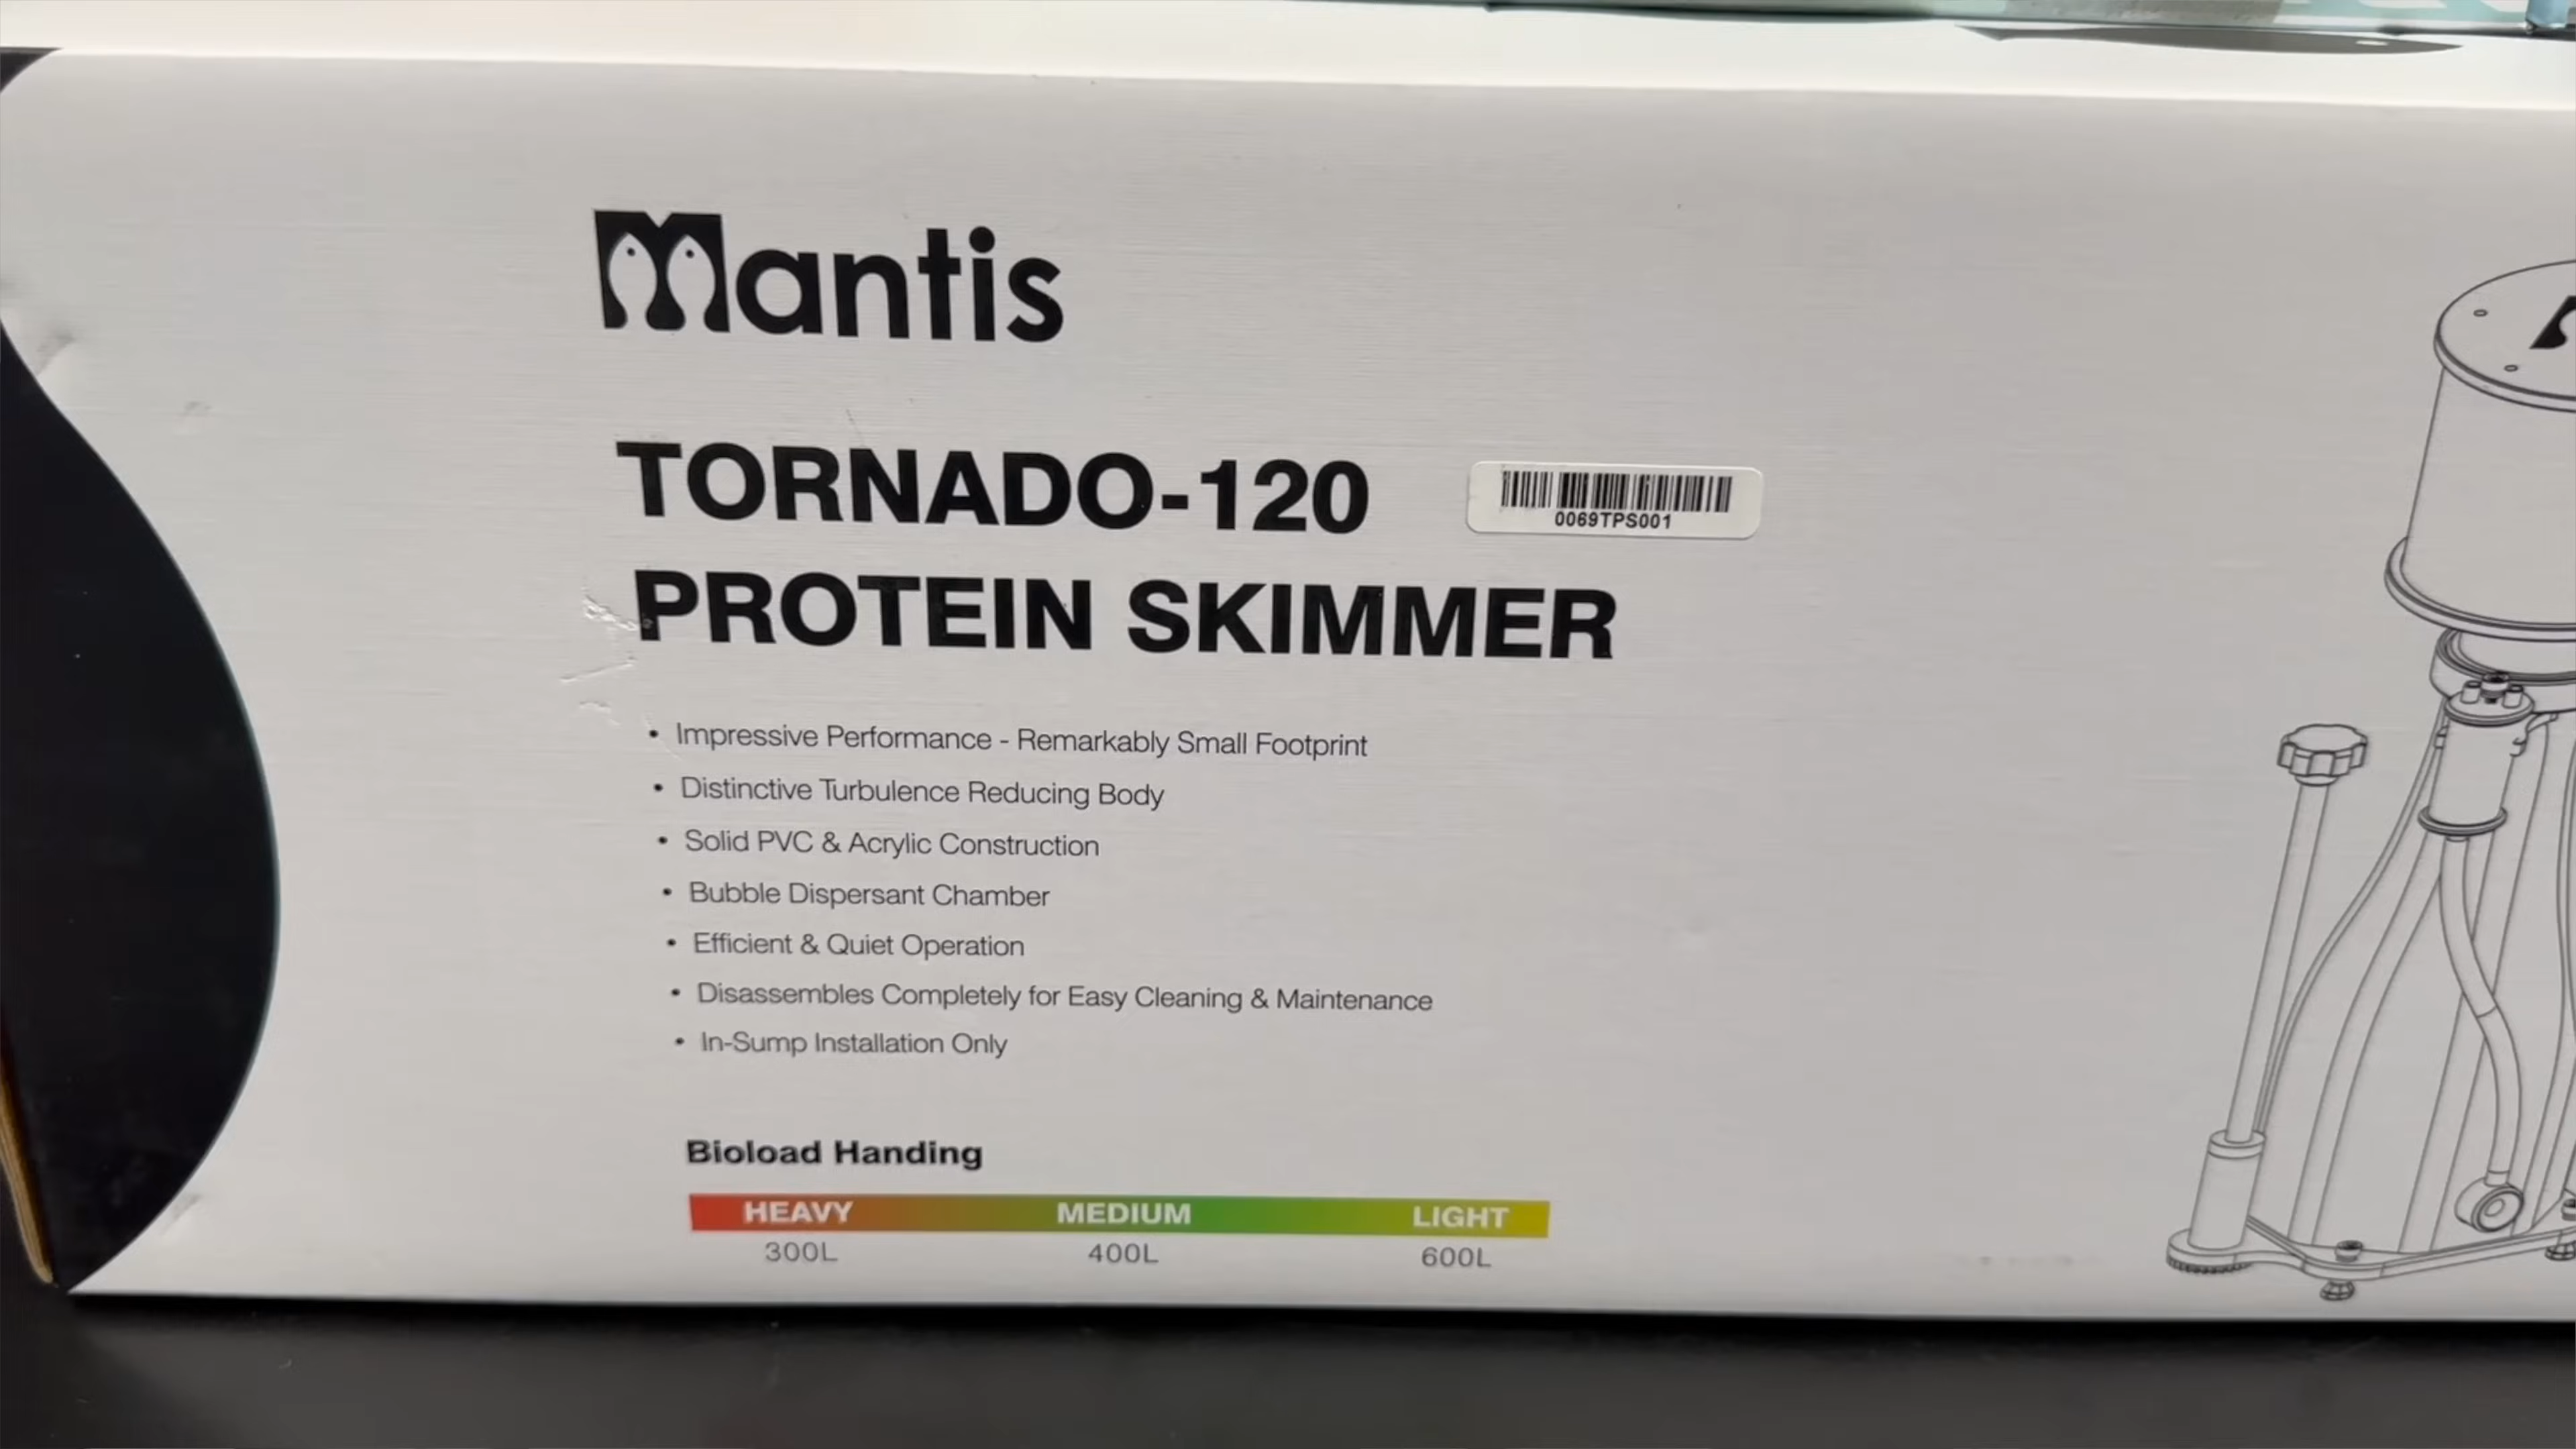 Mantis
TORNADO-120
0069TPS001
PROTEIN SKIMMER
• Impressive Performance - Remarkably Small Footprint
• Distinctive Turbulence Reducing Body
• Solid PVC & Acrylic Construction
• Bubble Dispersant Chamber
• Efficient & Quiet Operation
• Disassembles Completely for Easy Cleaning & Maintenance
• In-Sump Installation Only
Bioload Handing
HEAVY MEDIUM LIGHT
300L 400L 600L